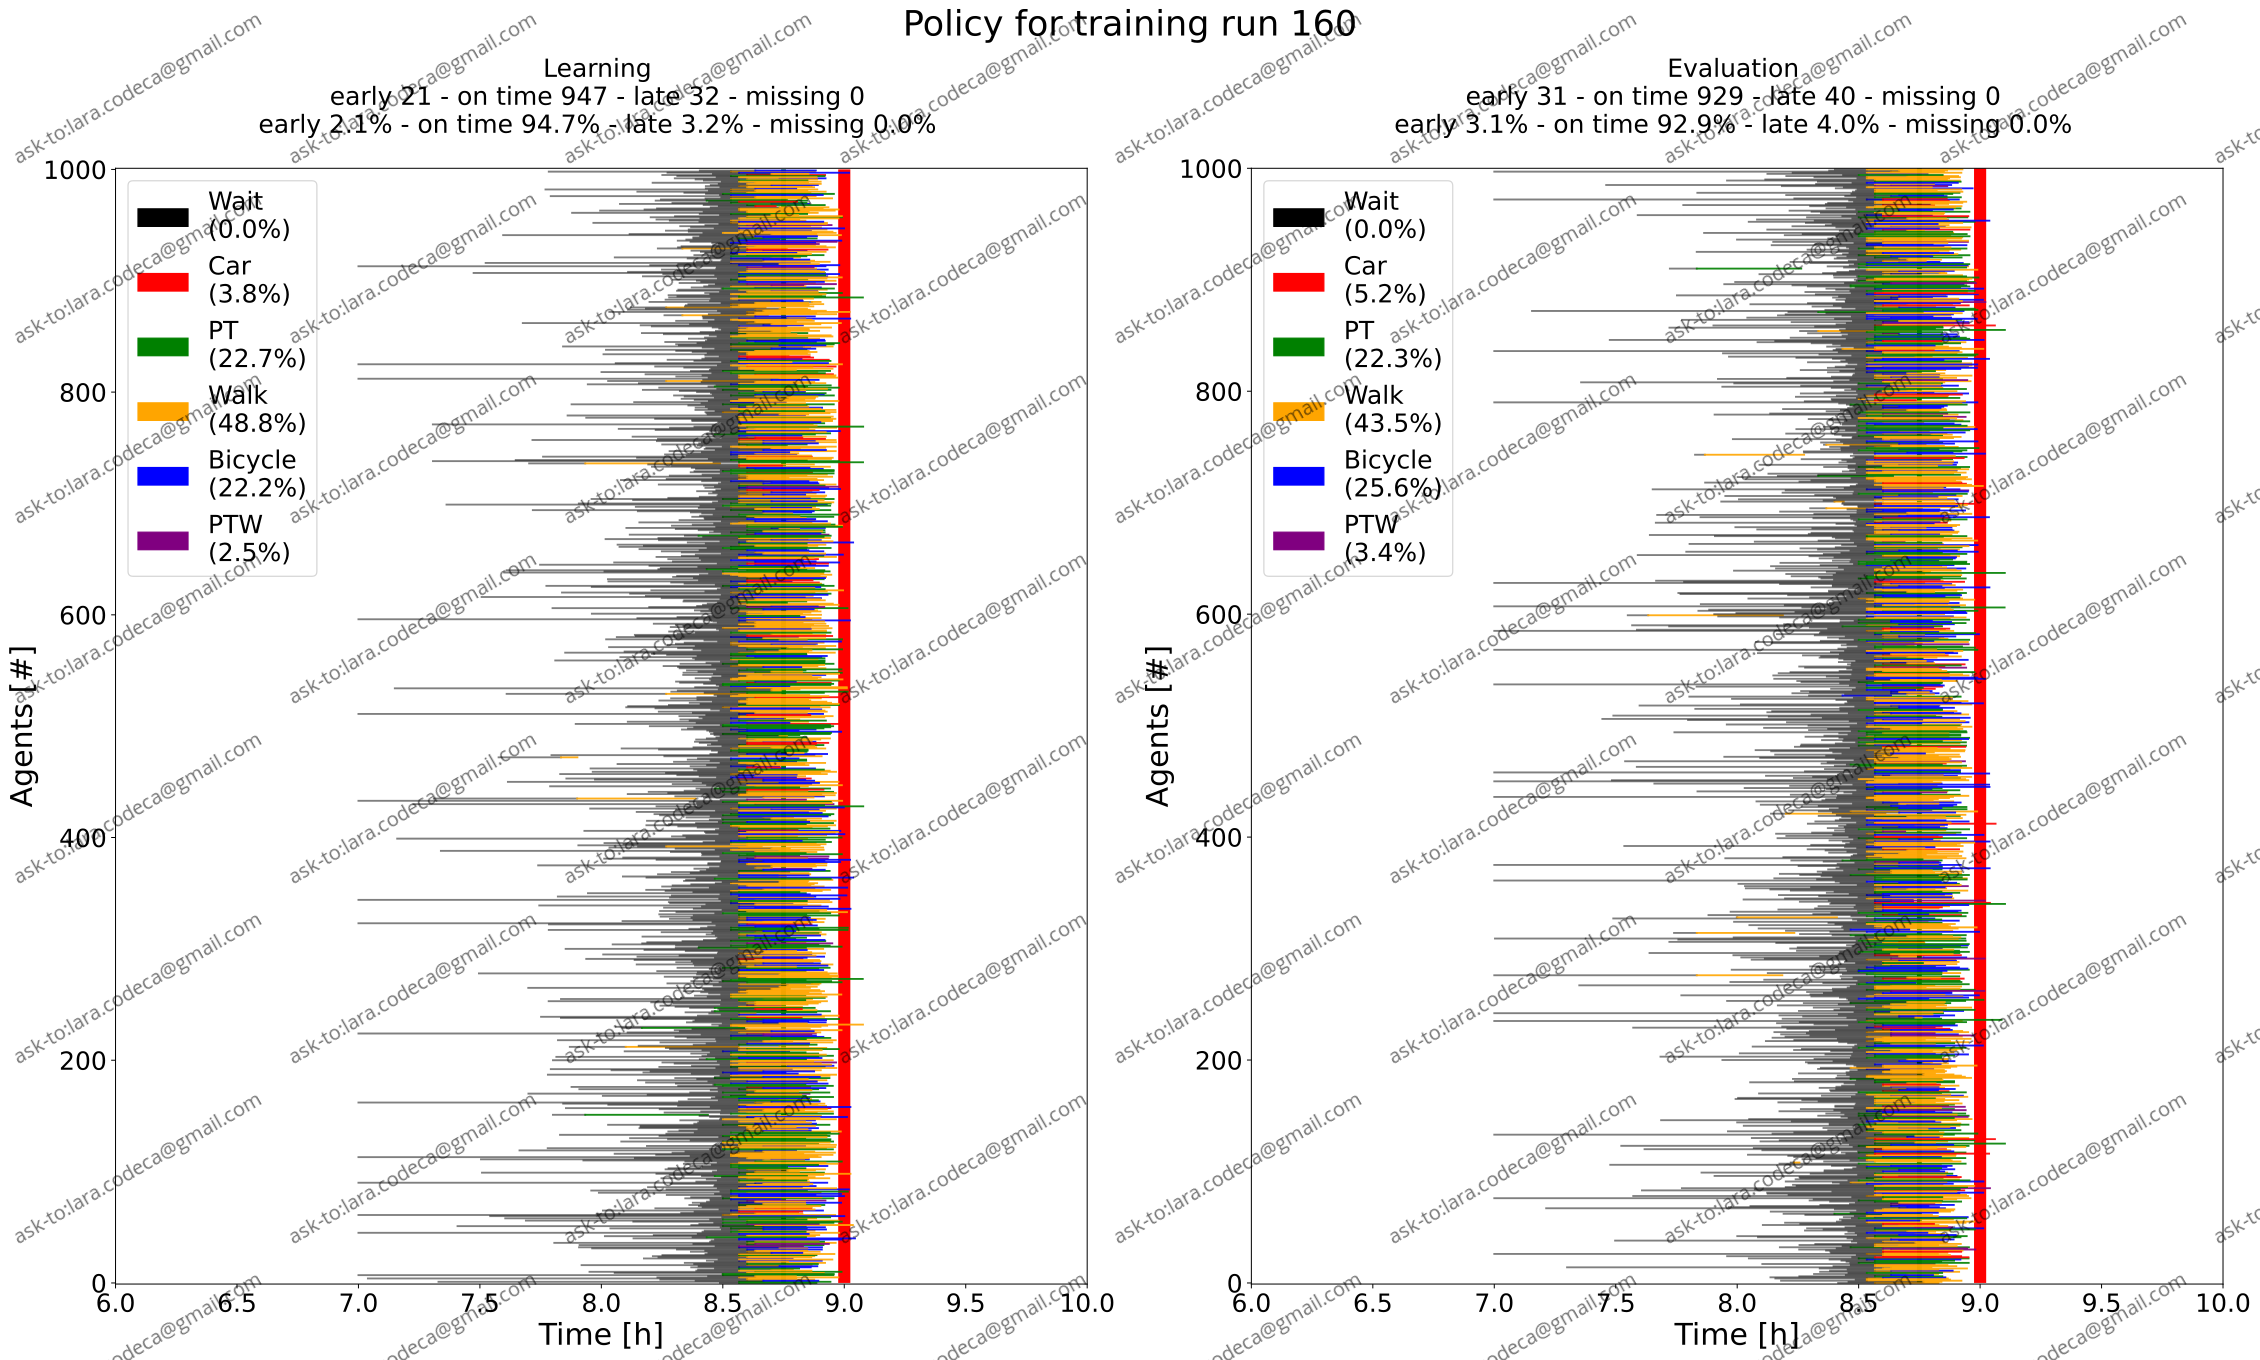 Policy for training run 160
Learning
early 21 - on time 947 - late 32 - missing 0
early 2.1% - on time 94.7% - late 3.2% - missing 0.0%
1000
800
600
400
200
0
Agents [#]
Wait
(0.0%)
Car
(3.8%)
PT
(22.7%)
Walk
(48.8%)
Bicycle
(22.2%)
PTW
(2.5%)
6.0 6.5 7.0 7.5 8.0 8.5 9.0 9.5 10.0
Time [h]
Evaluation
early 31 - on time 929 - late 40 - missing 0
early 3.1% - on time 92.9% - late 4.0% - missing 0.0%
1000
800
600
400
200
0
Agents [#]
Wait
(0.0%)
Car
(5.2%)
PT
(22.3%)
Walk
(43.5%)
Bicycle
(25.6%)
PTW
(3.4%)
6.0 6.5 7.0 7.5 8.0 8.5 9.0 9.5 10.0
Time [h]
ask-to:lara.codeca@gmail.com